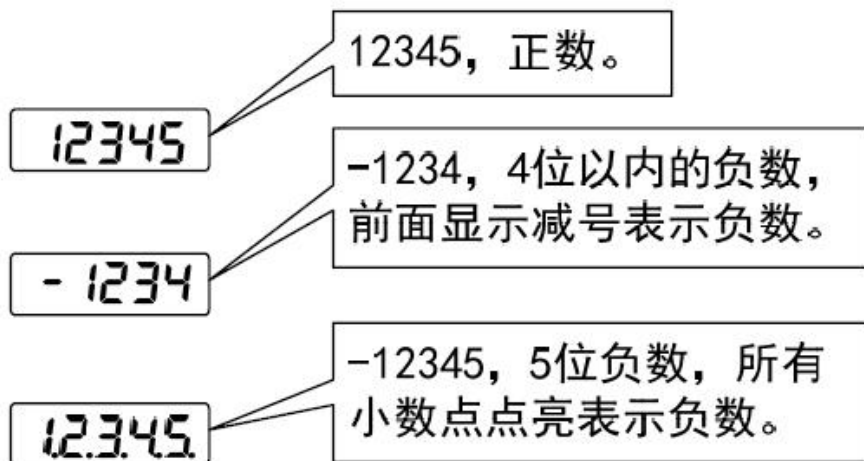 12345，正数。
12345
-1234，4位以内的负数，
前面显示减号表示负数。
- 1234
-12345，5位负数，所有
小数点点亮表示负数。
1.2.3.4.5.